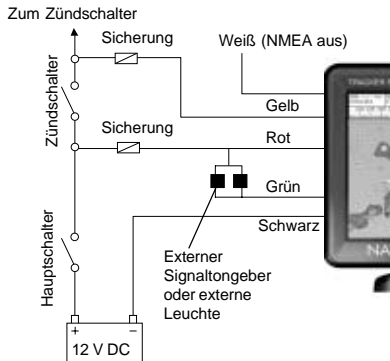 Zum Zündschalter
Sicherung
Weiß (NMEA aus)
Zündschalter
Gelb
Sicherung
Rot
Grün
Schwarz
Hauptschalter
Externer
Signaltongeber
oder externe
Leuchte
+ –
12 V DC
NA